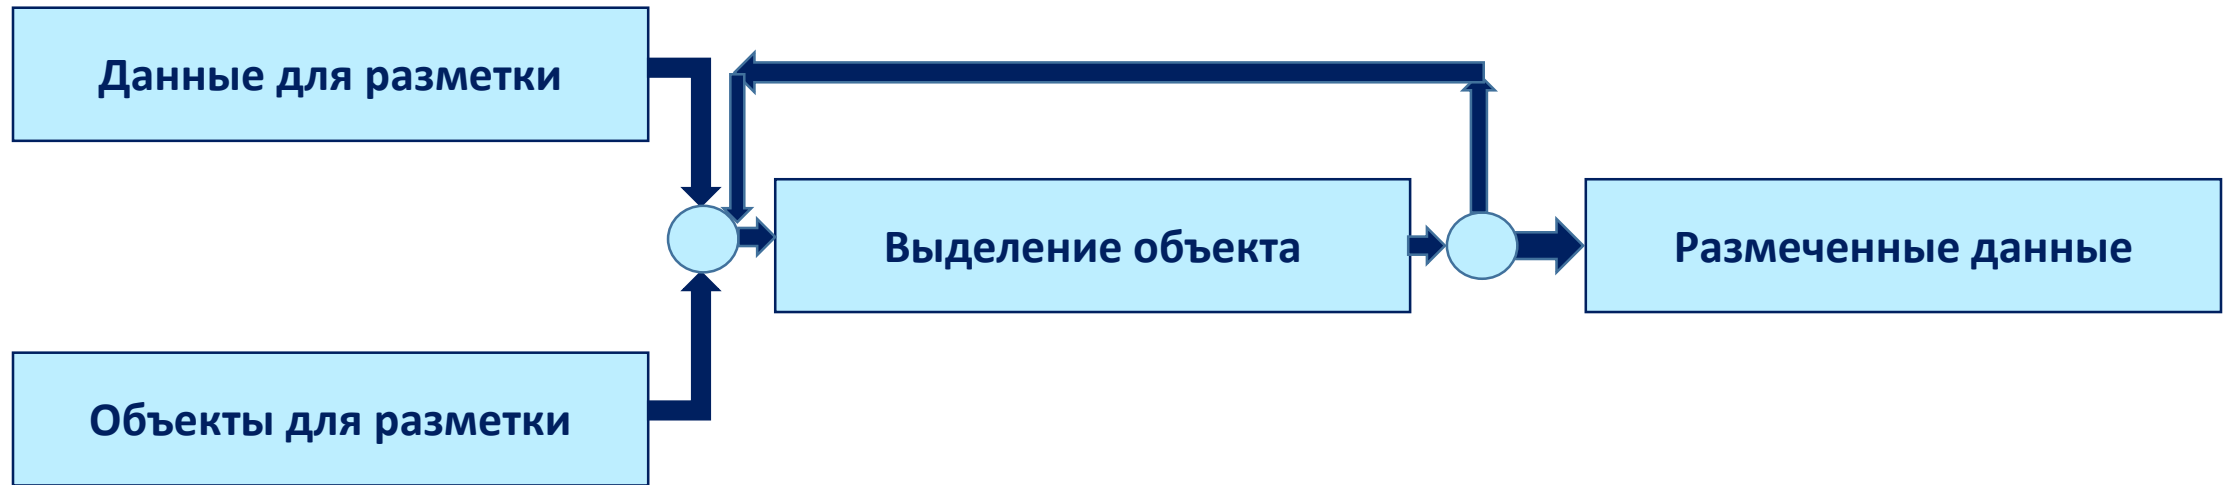 Данные для разметки
Выделение объекта
Размеченные данные
Объекты для разметки